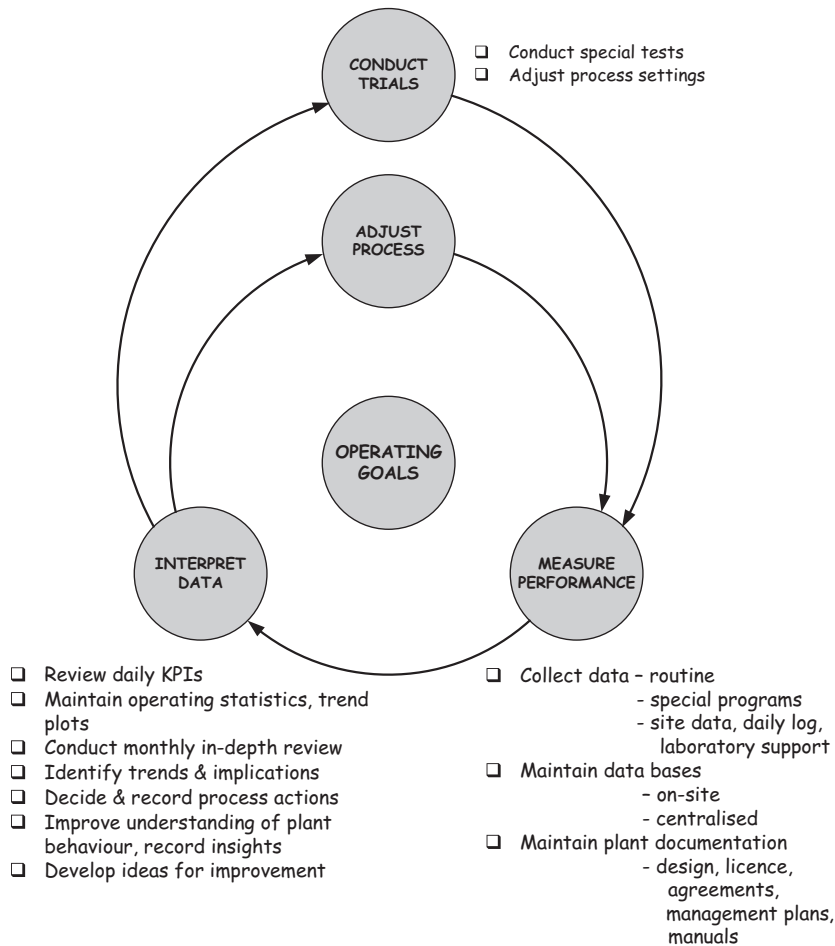 CONDUCT
TRIALS
❑ Conduct special tests
❑ Adjust process settings
ADJUST
PROCESS
OPERATING
GOALS
INTERPRET
DATA
MEASURE
PERFORMANCE
❑ Review daily KPIs
❑ Maintain operating statistics, trend
plots
❑ Conduct monthly in-depth review
❑ Identify trends & implications
❑ Decide & record process actions
❑ Improve understanding of plant
behaviour, record insights
❑ Develop ideas for improvement
❑ Collect data – routine
- special programs
- site data, daily log,
laboratory support
❑ Maintain data bases
– on-site
- centralised
❑ Maintain plant documentation
- design, licence,
agreements,
management plans,
manuals